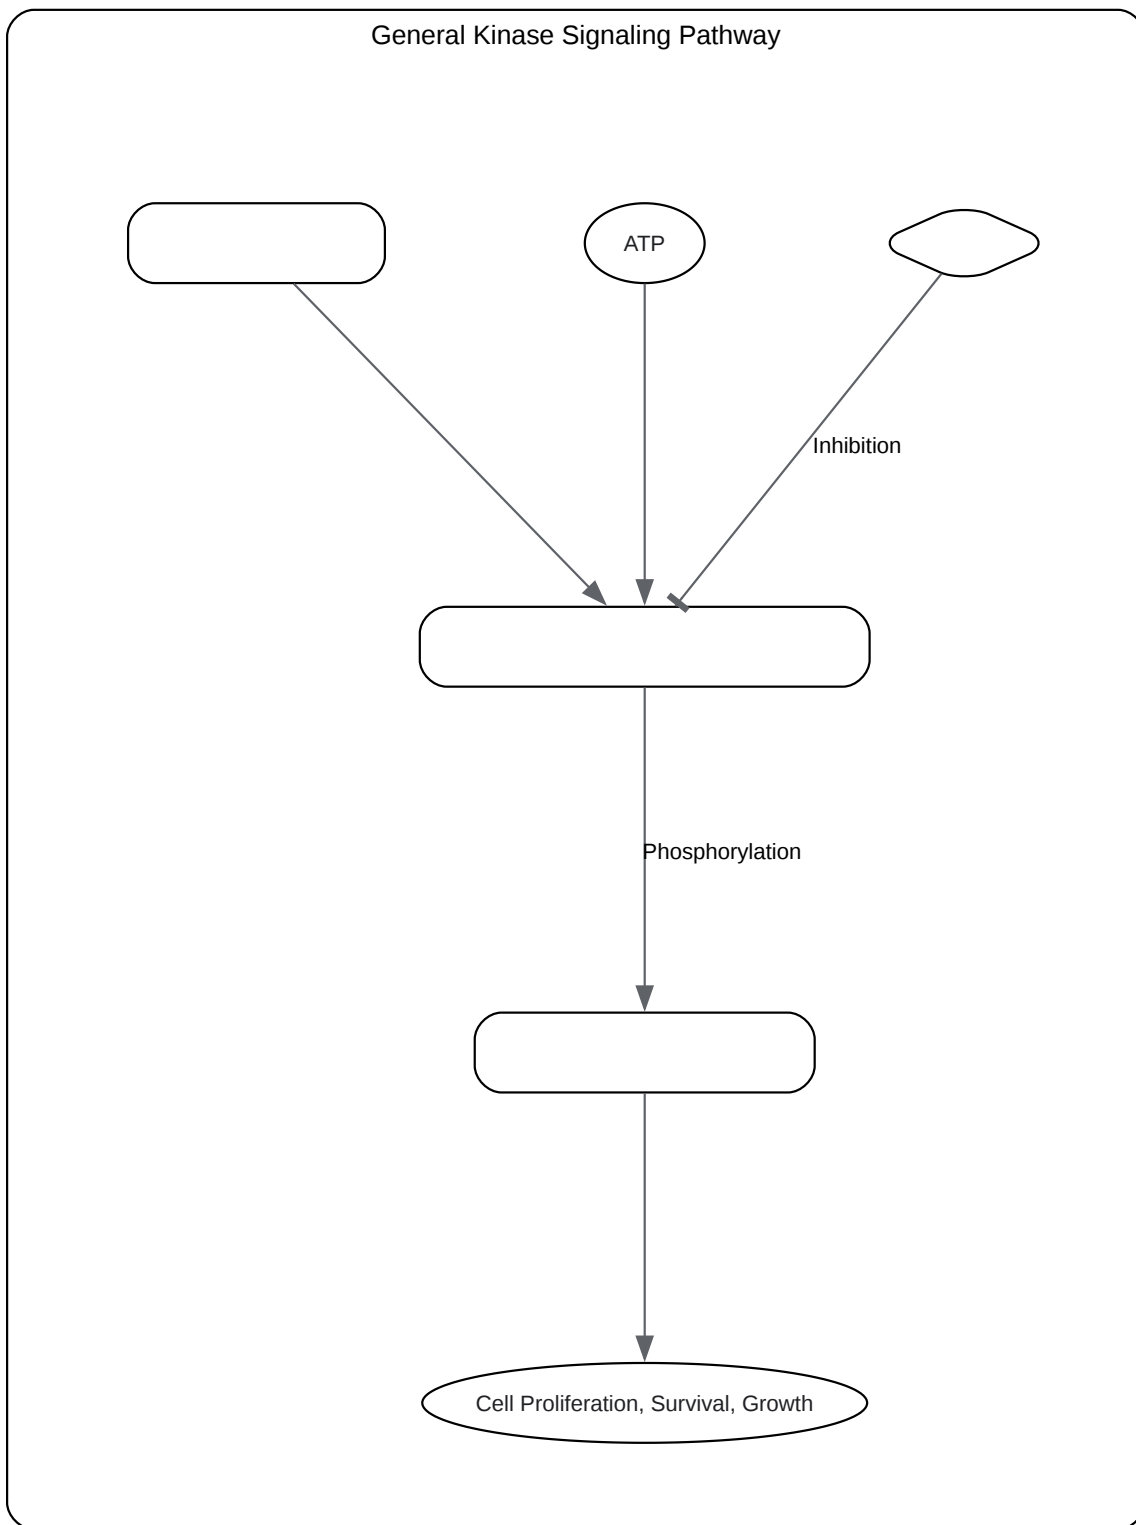 General Kinase Signaling Pathway
ATP
Inhibition
Phosphorylation
Cell Proliferation, Survival, Growth